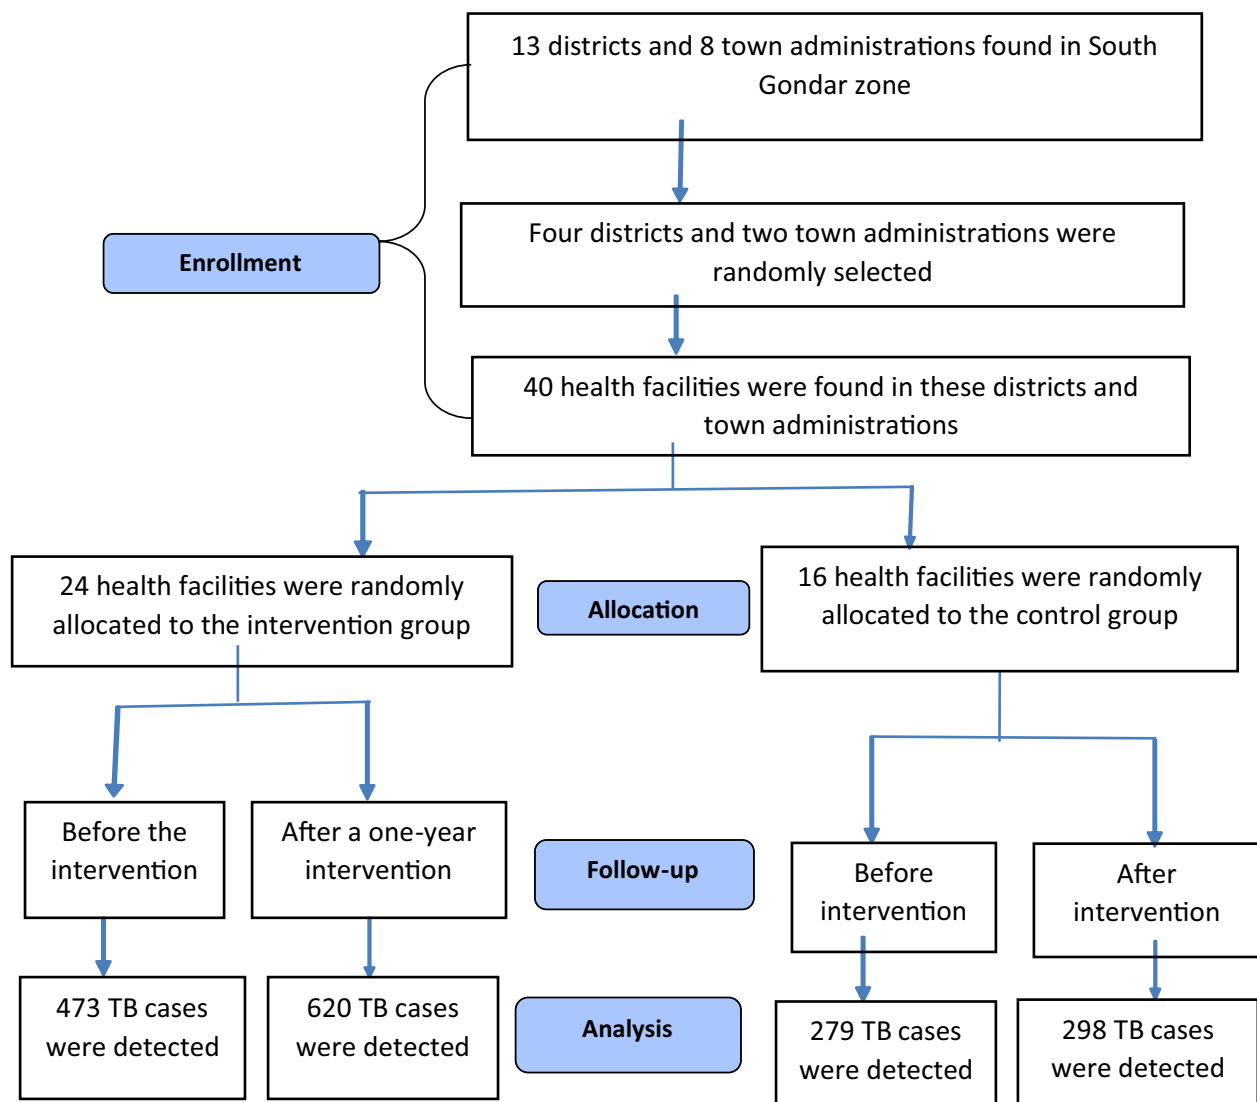 13 districts and 8 town administrations found in South
Gondar zone
Four districts and two town administrations were
randomly selected
Enrollment
40 health facilities were found in these districts and
town administrations
24 health facilities were randomly
allocated to the intervention group
Allocation
16 health facilities were randomly
allocated to the control group
Before the
intervention
After a one-year
intervention
Follow-up
Before
intervention
After
intervention
473 TB cases
were detected
620 TB cases
were detected
Analysis
279 TB cases
were detected
298 TB cases
were detected